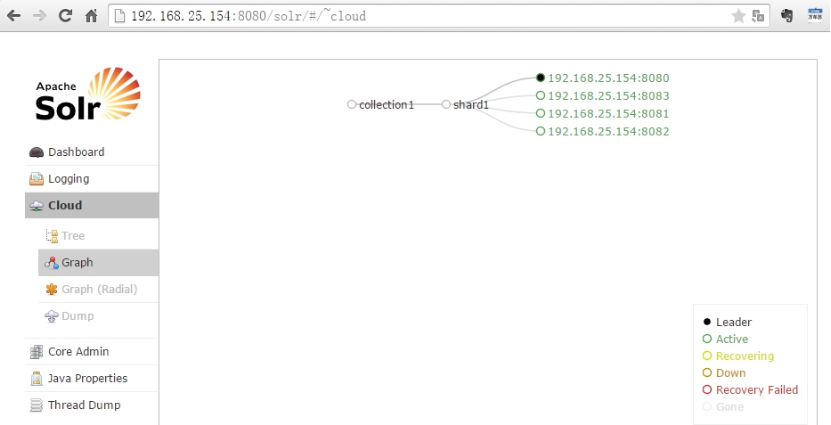 192.168.25.154:8080/solr/#/~cloud
Apache
Solr
Dashboard
Logging
Cloud
Tree
Graph
Graph (Radial)
Dump
Core Admin
Java Properties
Thread Dump
collection1
shard1
192.168.25.154:8080
192.168.25.154:8083
192.168.25.154:8081
192.168.25.154:8082
Leader
Active
Recovering
Down
Recovery Failed
Gone